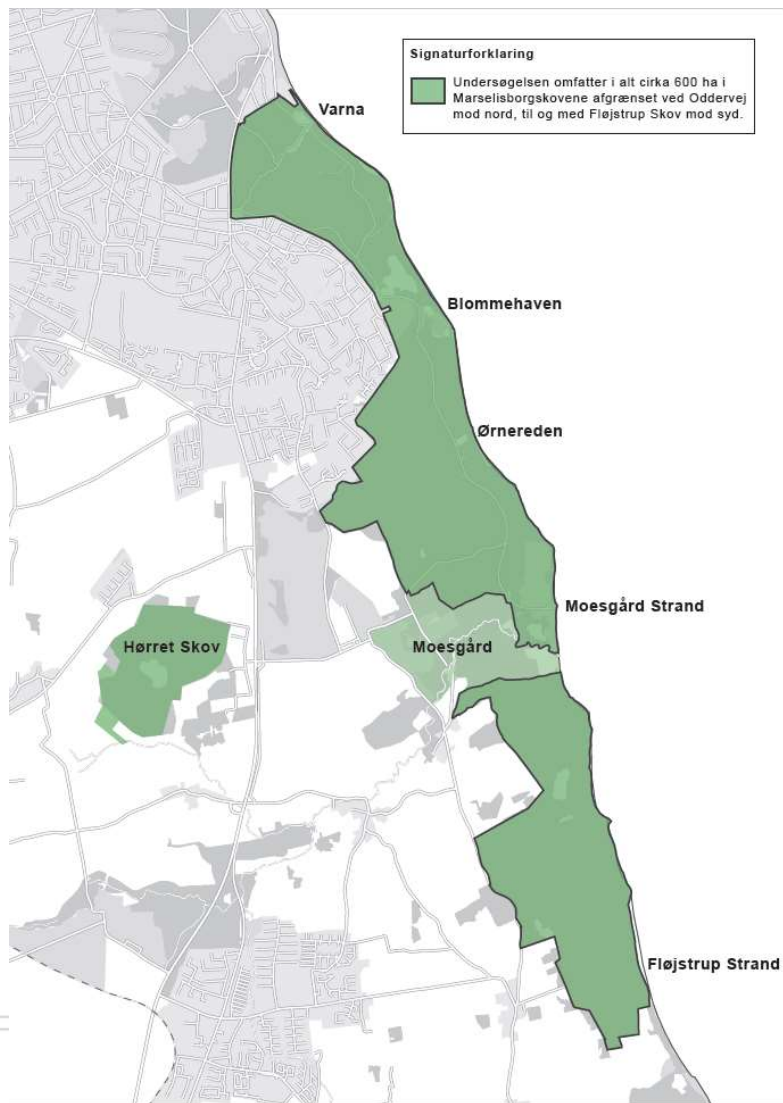 Signaturforklaring
Undersøgelsen omfatter i alt cirka 600 ha i
Marselisborgskovene afgrænset ved Oddervej
mod nord, til og med Fløjstrup Skov mod syd.
Varna
Blommehaven
Ørnereden
Moesgård Strand
Hørret Skov
Moesgård
Fløjstrup Strand